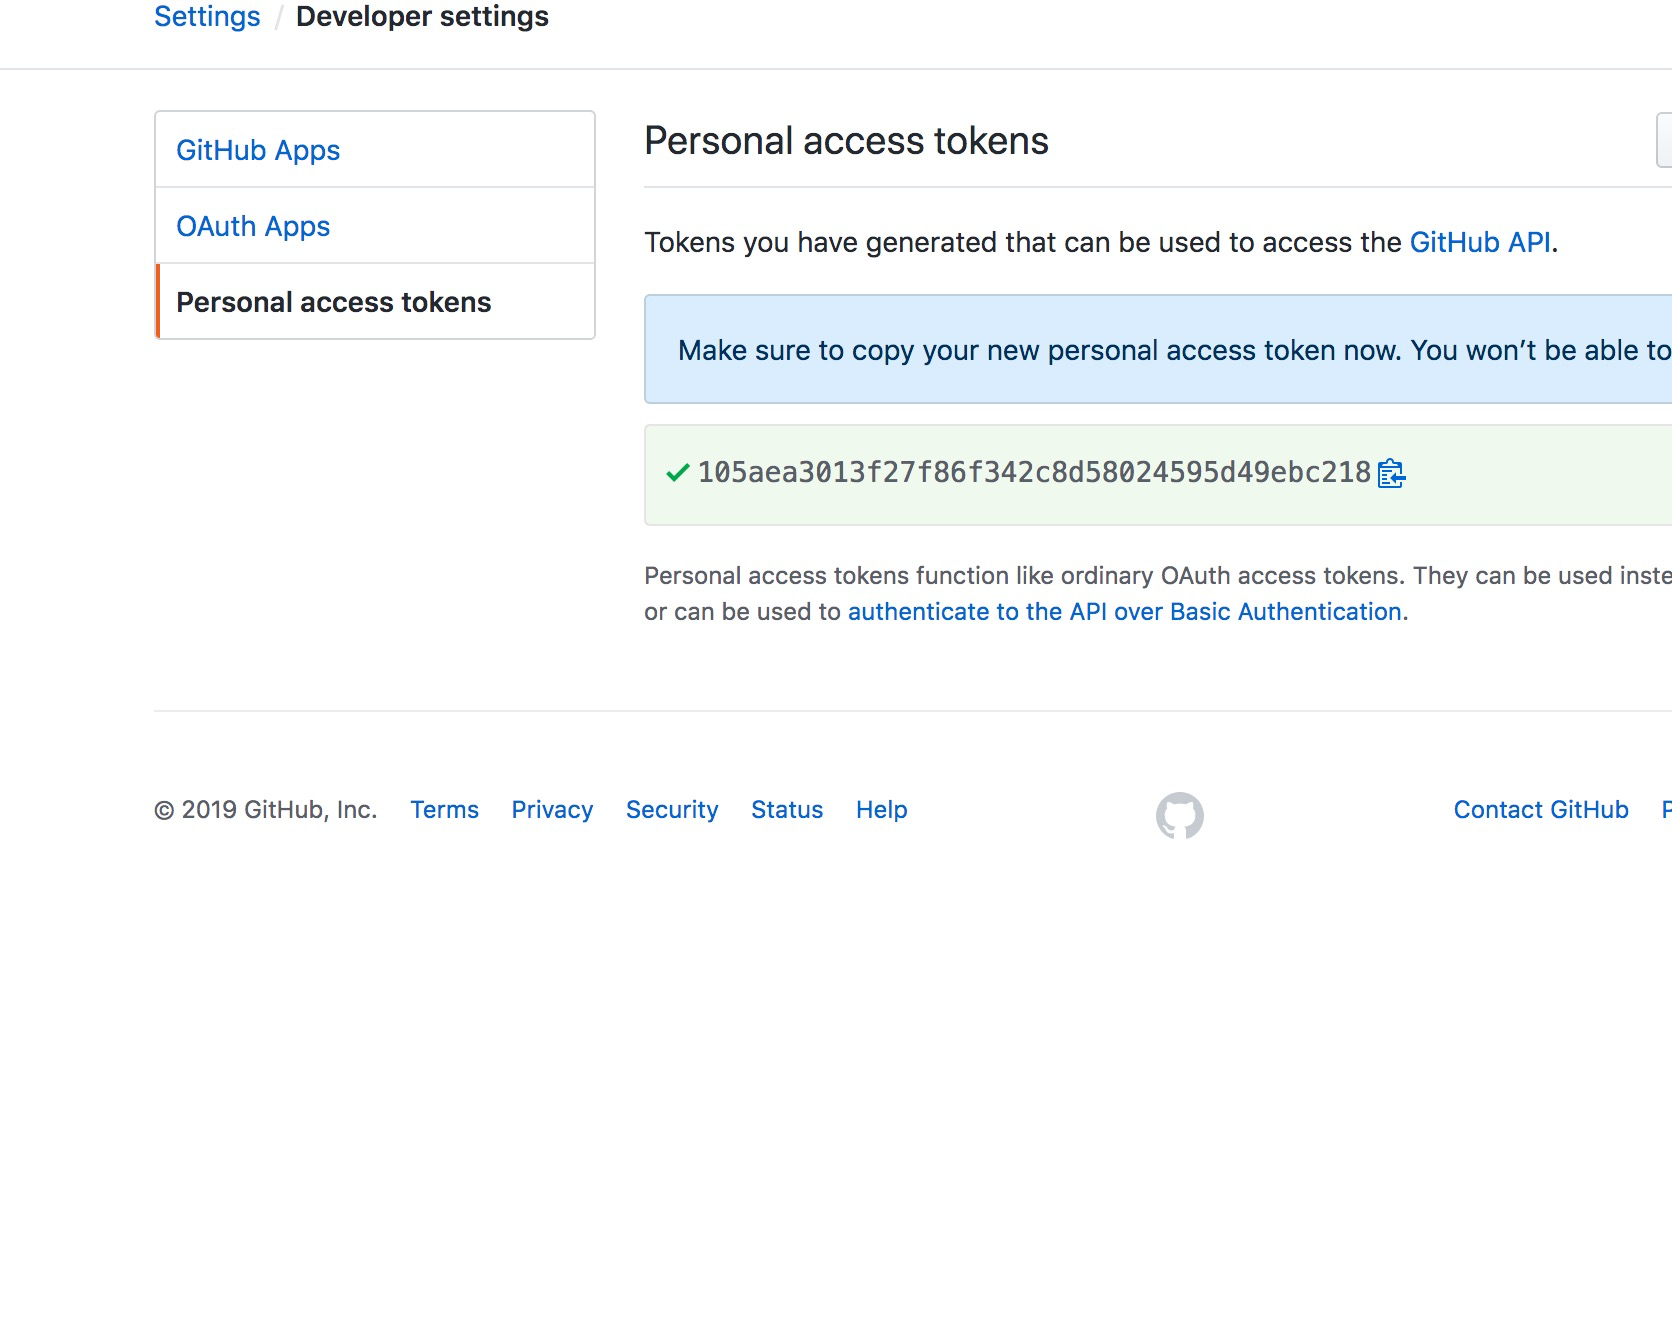 Settings / Developer settings
GitHub Apps
OAuth Apps
Personal access tokens
Personal access tokens
Tokens you have generated that can be used to access the GitHub API.
Make sure to copy your new personal access token now. You won’t be able to
105aea3013f27f86f342c8d58024595d49ebc218
Personal access tokens function like ordinary OAuth access tokens. They can be used inste
or can be used to authenticate to the API over Basic Authentication.
© 2019 GitHub, Inc. Terms Privacy Security Status Help Contact GitHub P